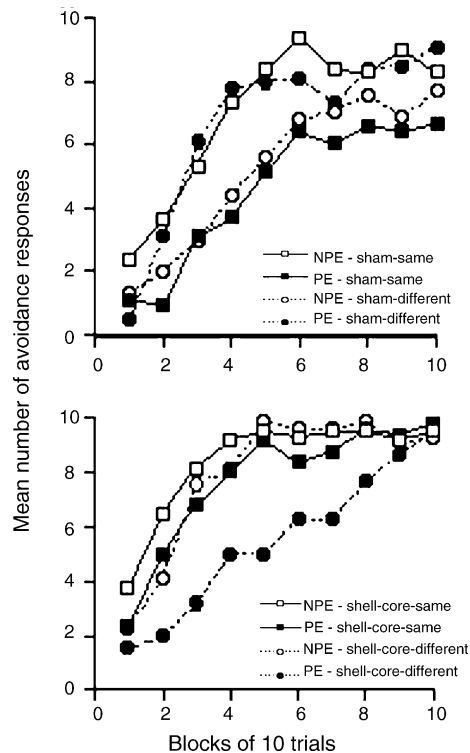 10
8
6
4
2
0
NPE - sham-same
PE - sham-same
NPE - sham-different
PE - sham-different
0 2 4 6 8 10
Mean number of avoidance responses
10
8
6
4
2
0
NPE - shell-core-same
PE - shell-core-same
NPE - shell-core-different
PE - shell-core-different
0 2 4 6 8 10
Blocks of 10 trials